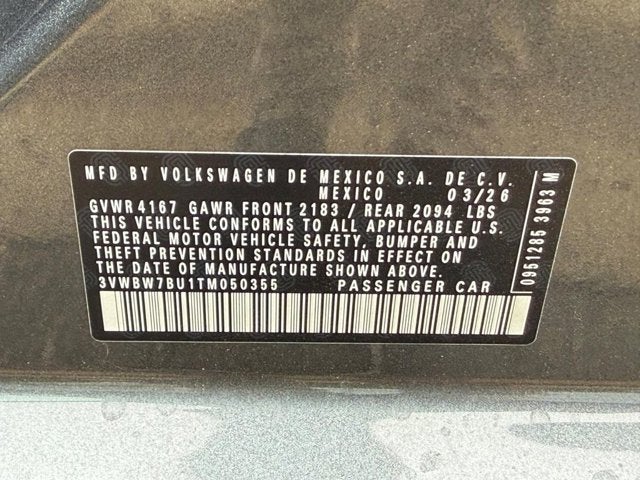 MFD BY VOLKSWAGEN DE MEXICO S.A. DE C.V.
MEXICO 03/26
GVWR 4167 GAWR FRONT 2183 / REAR 2094 LBS
THIS VEHICLE CONFORMS TO ALL APPLICABLE U.S.
FEDERAL MOTOR VEHICLE SAFETY, BUMPER AND
THEFT PREVENTION STANDARDS IN EFFECT ON
THE DATE OF MANUFACTURE SHOWN ABOVE.
3VWBW7BU1TM050355 PASSENGER CAR
0951285 3963 M